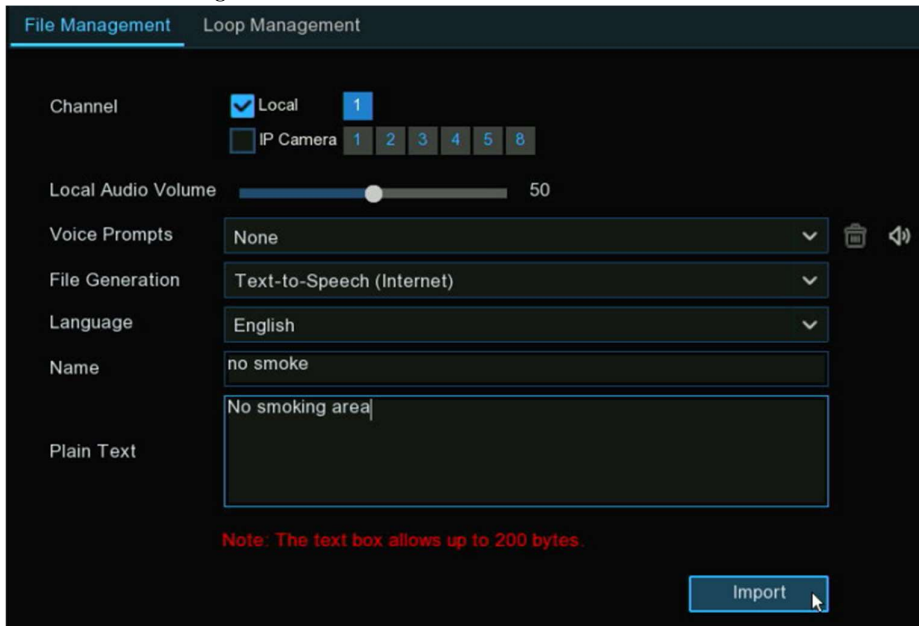 File Management Loop Management
Channel Local 1
IP Camera 1 2 3 4 5 8
Local Audio Volume 50
Voice Prompts None
File Generation Text-to-Speech (Internet)
Language English
Name no smoke
No smoking area
Plain Text
Note: The text box allows up to 200 bytes.
Import